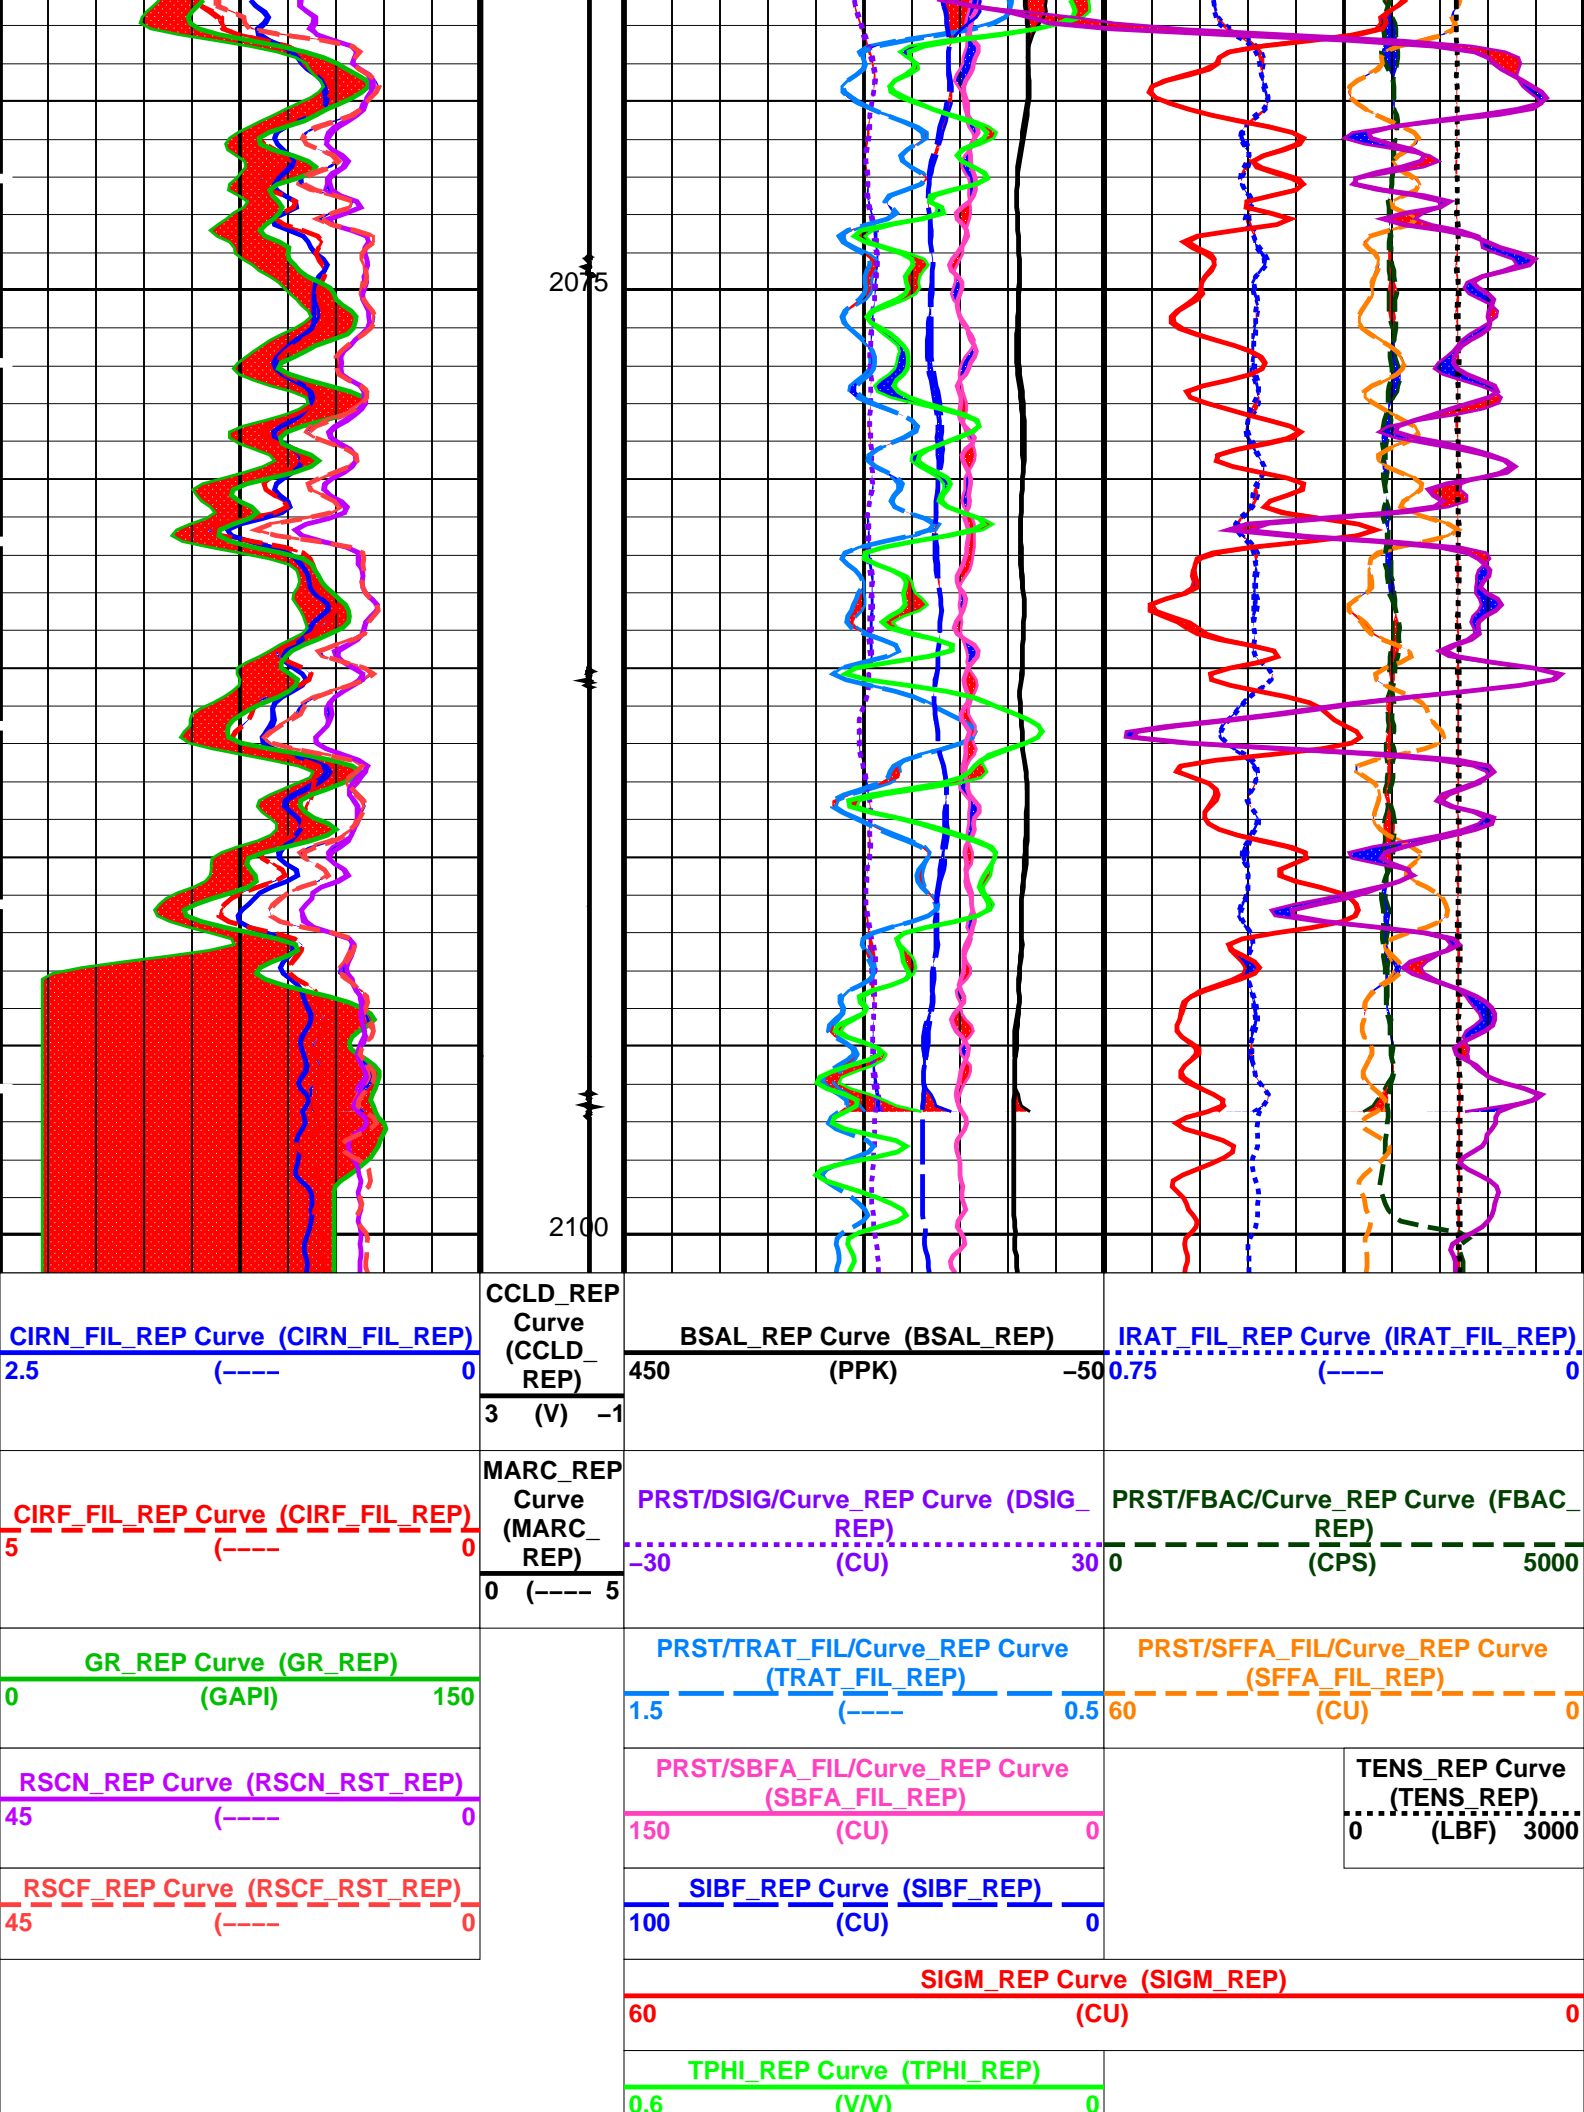 2075
2100
CIRN_FIL_REP Curve (CIRN_FIL_REP)
2.5 (---- 0
CCLD_REP
Curve
(CCLD_
REP)
3 (V) −1
BSAL_REP Curve (BSAL_REP)
450 (PPK) −50
IRAT_FIL_REP Curve (IRAT_FIL_REP)
0.75 (---- 0
CIRF_FIL_REP Curve (CIRF_FIL_REP)
5 (---- 0
MARC_REP
Curve
(MARC_
REP)
0 (---- 5
PRST/DSIG/Curve_REP Curve (DSIG_
REP)
−30 (CU) 30
PRST/FBAC/Curve_REP Curve (FBAC_
REP)
0 (CPS) 5000
GR_REP Curve (GR_REP)
0 (GAPI) 150
PRST/TRAT_FIL/Curve_REP Curve
(TRAT_FIL_REP)
1.5 (---- 0.5
PRST/SFFA_FIL/Curve_REP Curve
(SFFA_FIL_REP)
60 (CU) 0
RSCN_REP Curve (RSCN_RST_REP)
45 (---- 0
PRST/SBFA_FIL/Curve_REP Curve
(SBFA_FIL_REP)
150 (CU) 0
TENS_REP Curve
(TENS_REP)
0 (LBF) 3000
RSCF_REP Curve (RSCF_RST_REP)
45 (---- 0
SIBF_REP Curve (SIBF_REP)
100 (CU) 0
SIGM_REP Curve (SIGM_REP)
60 (CU) 0
TPHI_REP Curve (TPHI_REP)
0.6 (V/V) 0